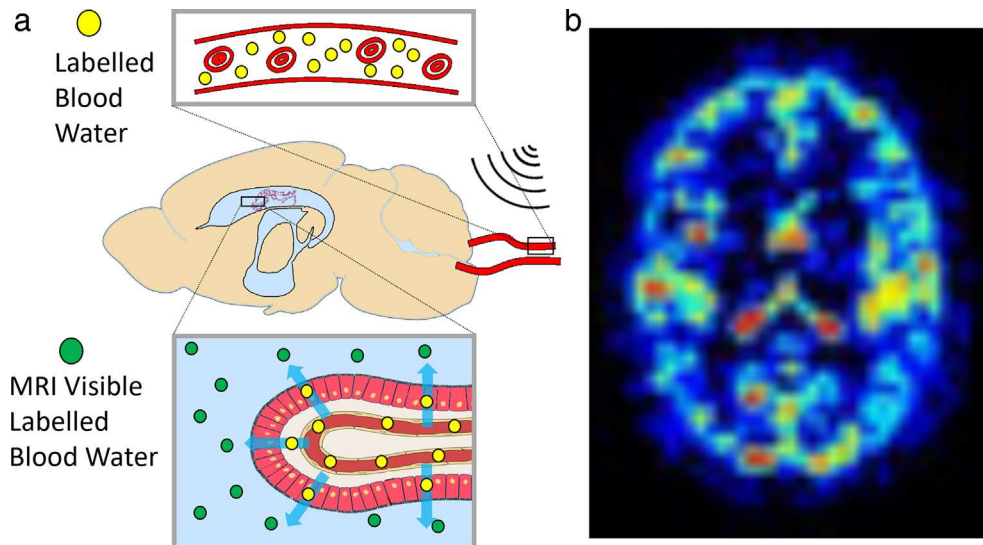 a
Labelled
Blood
Water
MRI Visible
Labelled
Blood Water
b